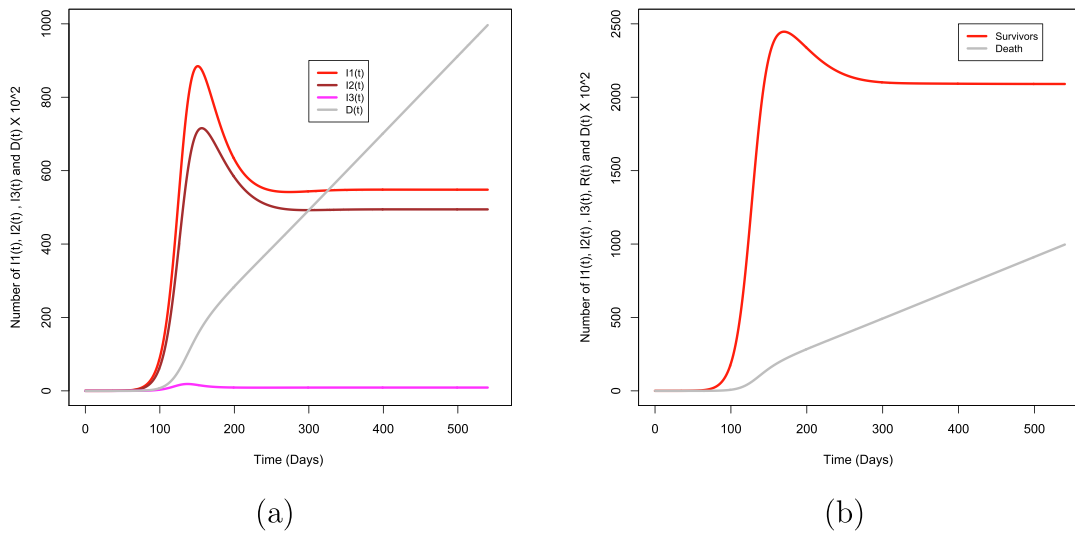 Number of I1(t), I2(t) , I3(t) and D(t) X 10^2
1000
800
600
400
200
0
I1(t)
I2(t)
I3(t)
D(t)
0 100 200 300 400 500
Time (Days)
(a)
Number of I1(t), I2(t) , I3(t), R(t) and D(t) X 10^2
2500
2000
1500
1000
500
0
Survivors
Death
0 100 200 300 400 500
Time (Days)
(b)